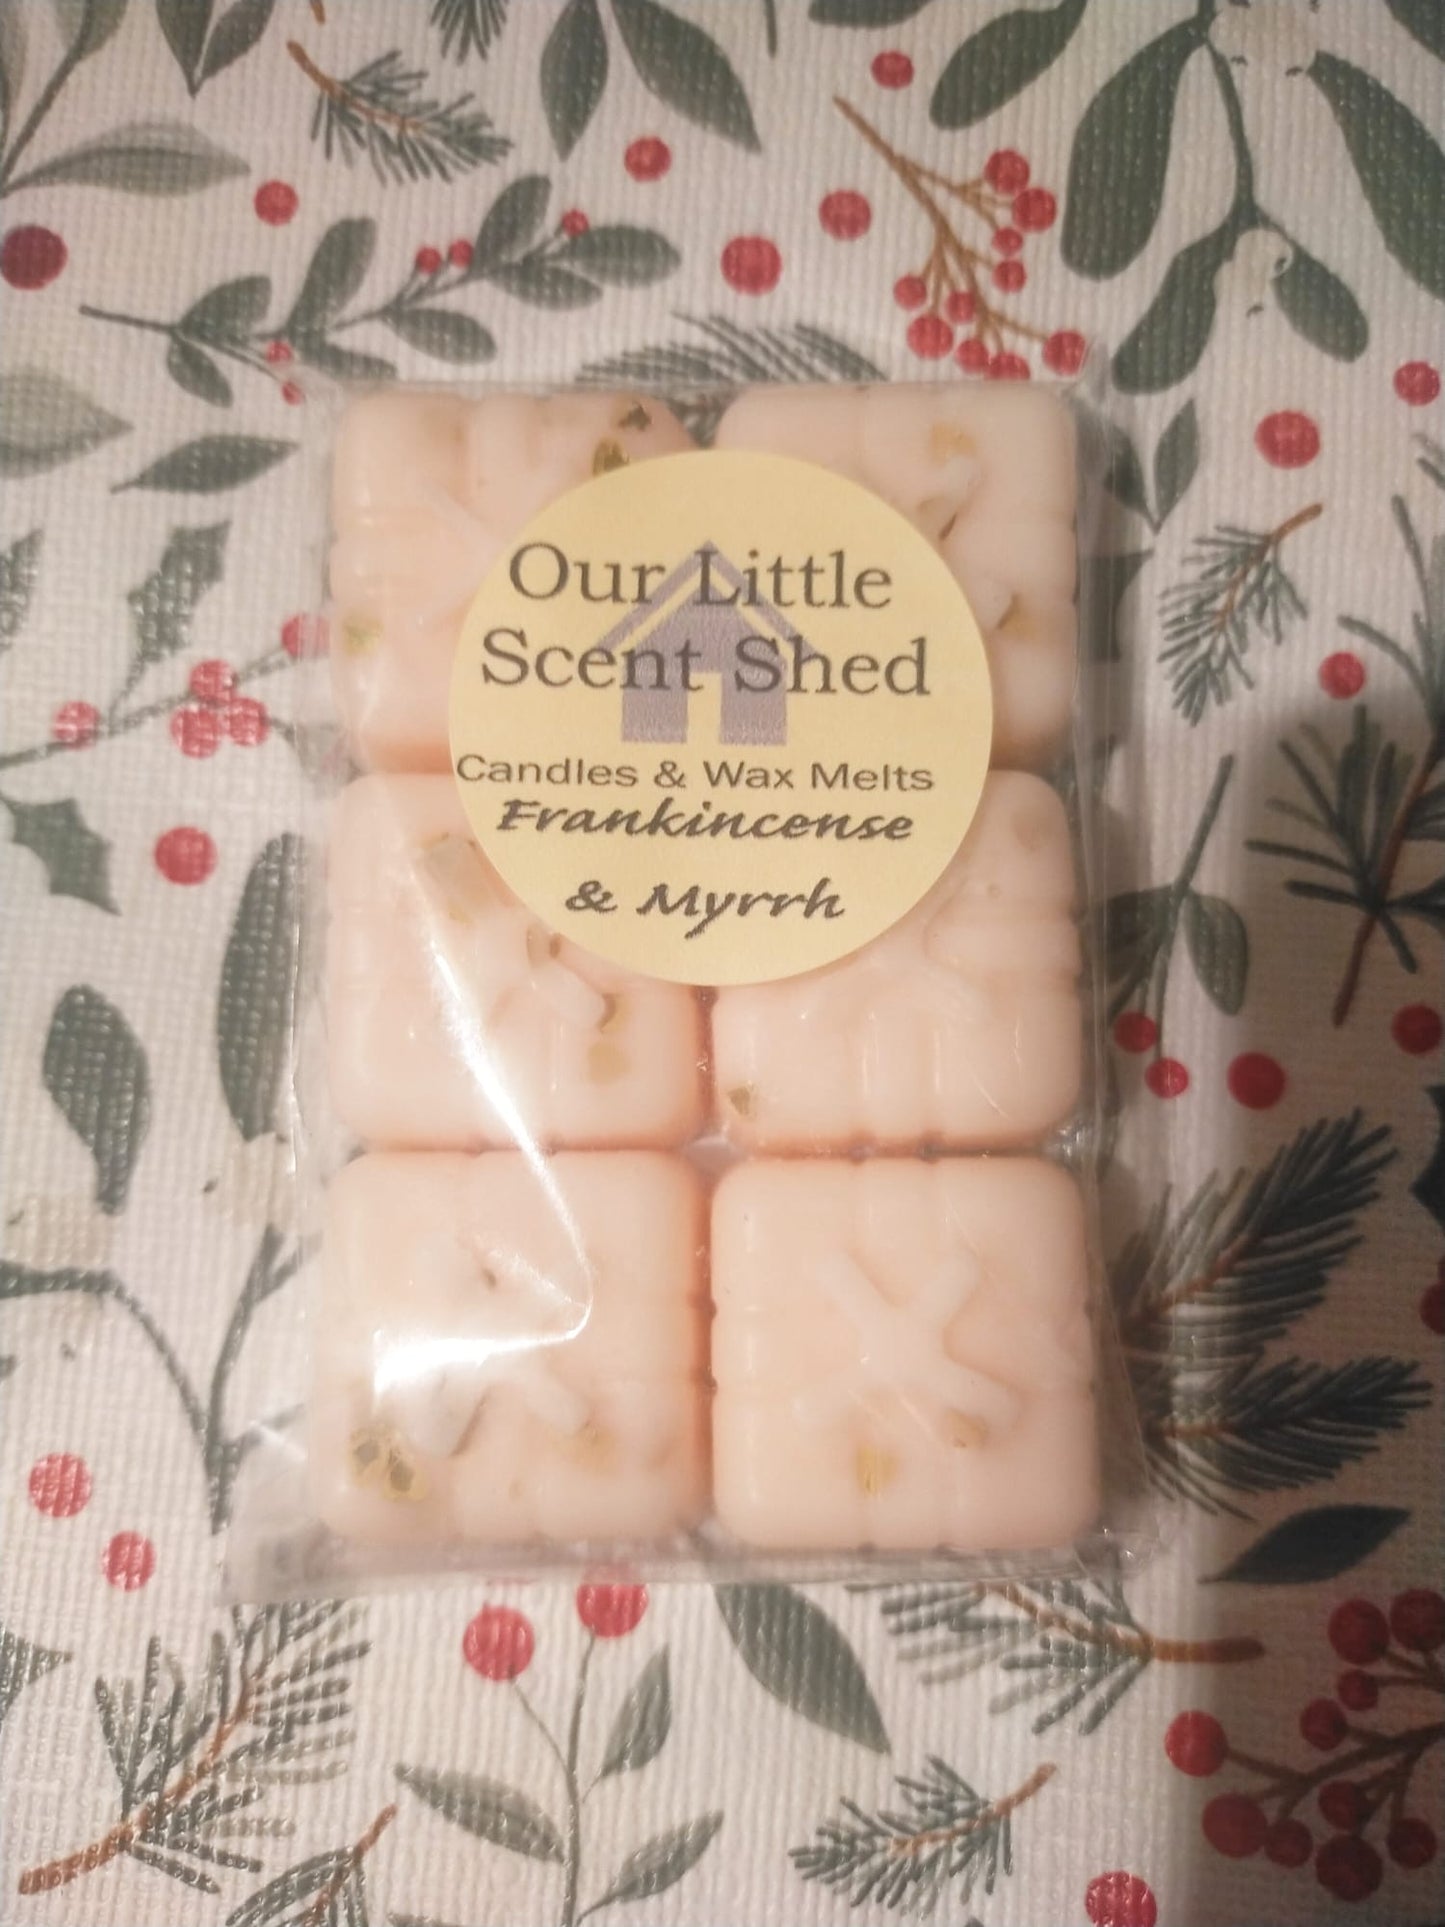 Our Little
Scent Shed
Candles & Wax Melts
Frankincense
& Myrrh